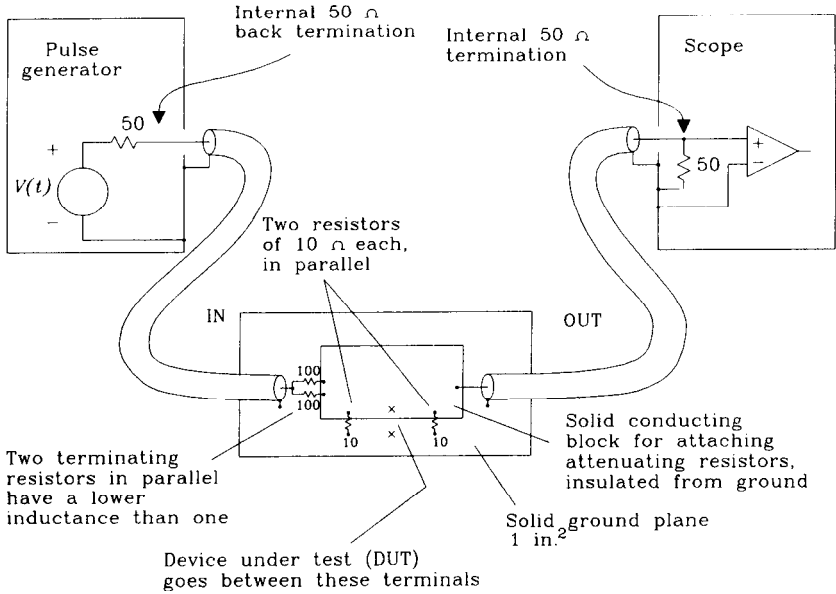 Internal 50 Ω
back termination
Pulse
generator
Internal 50 Ω
termination
Scope
50
+
V(t)
−
+
−
50
Two resistors
of 10 Ω each,
in parallel
IN
OUT
100
100
×
×
10
10
Two terminating
resistors in parallel
have a lower
inductance than one
Solid conducting
block for attaching
attenuating resistors,
insulated from ground
Solid ground plane
1 in.²
Device under test (DUT)
goes between these terminals